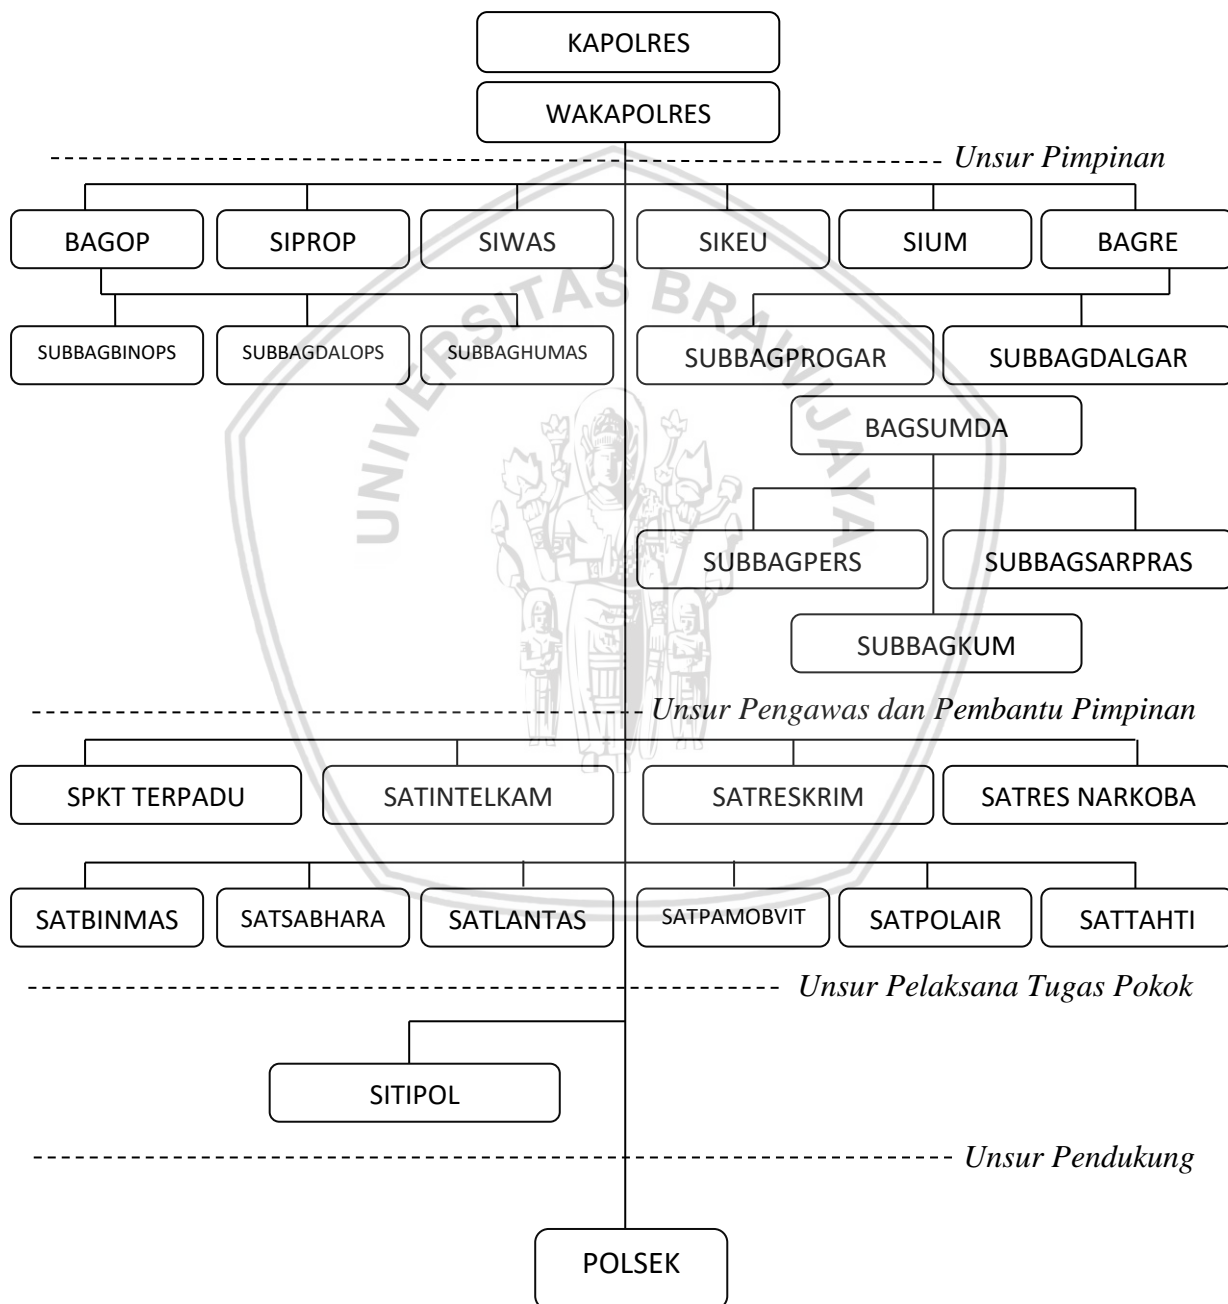 KAPOLRES
WAKAPOLRES
Unsur Pimpinan
BAGOP
SIPROP
SIWAS
SIKEU
SIUM
BAGRE
UNIVERSITAS BRAWIJAYA
SUBBAGBINOPS
SUBBAGDALOPS
SUBBAGHUMAS
SUBBAGPROGAR
SUBBAGDALGAR
BAGSUMDA
SUBBAGPERS
SUBBAGSARPRAS
SUBBAGKUM
Unsur Pengawas dan Pembantu Pimpinan
SPKT TERPADU
SATINTELKAM
SATRESKRIM
SATRES NARKOBA
SATBINMAS
SATSABHARA
SATLANTAS
SATPAMOBVIT
SATPOLAIR
SATTAHTI
Unsur Pelaksana Tugas Pokok
SITIPOL
Unsur Pendukung
POLSEK